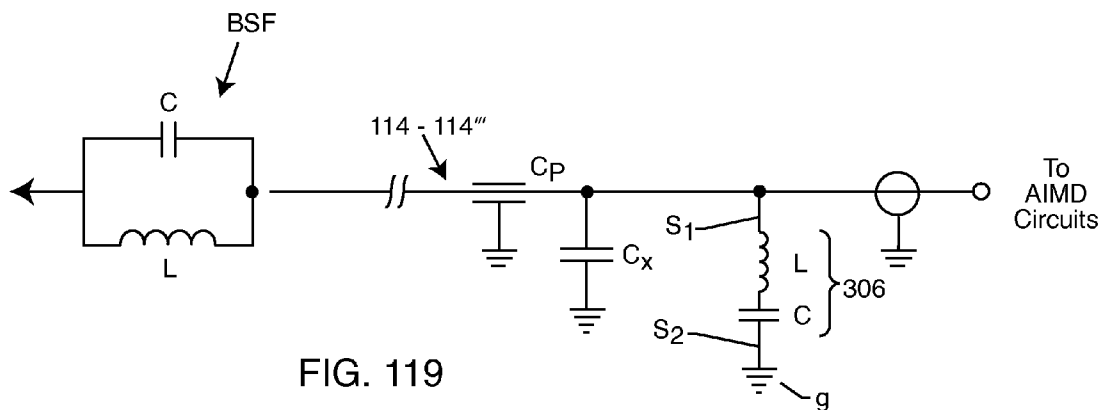 BSF
C
L
114 - 114‴
CP
CX
S1
L
C
306
S2
g
To
AIMD
Circuits
FIG. 119